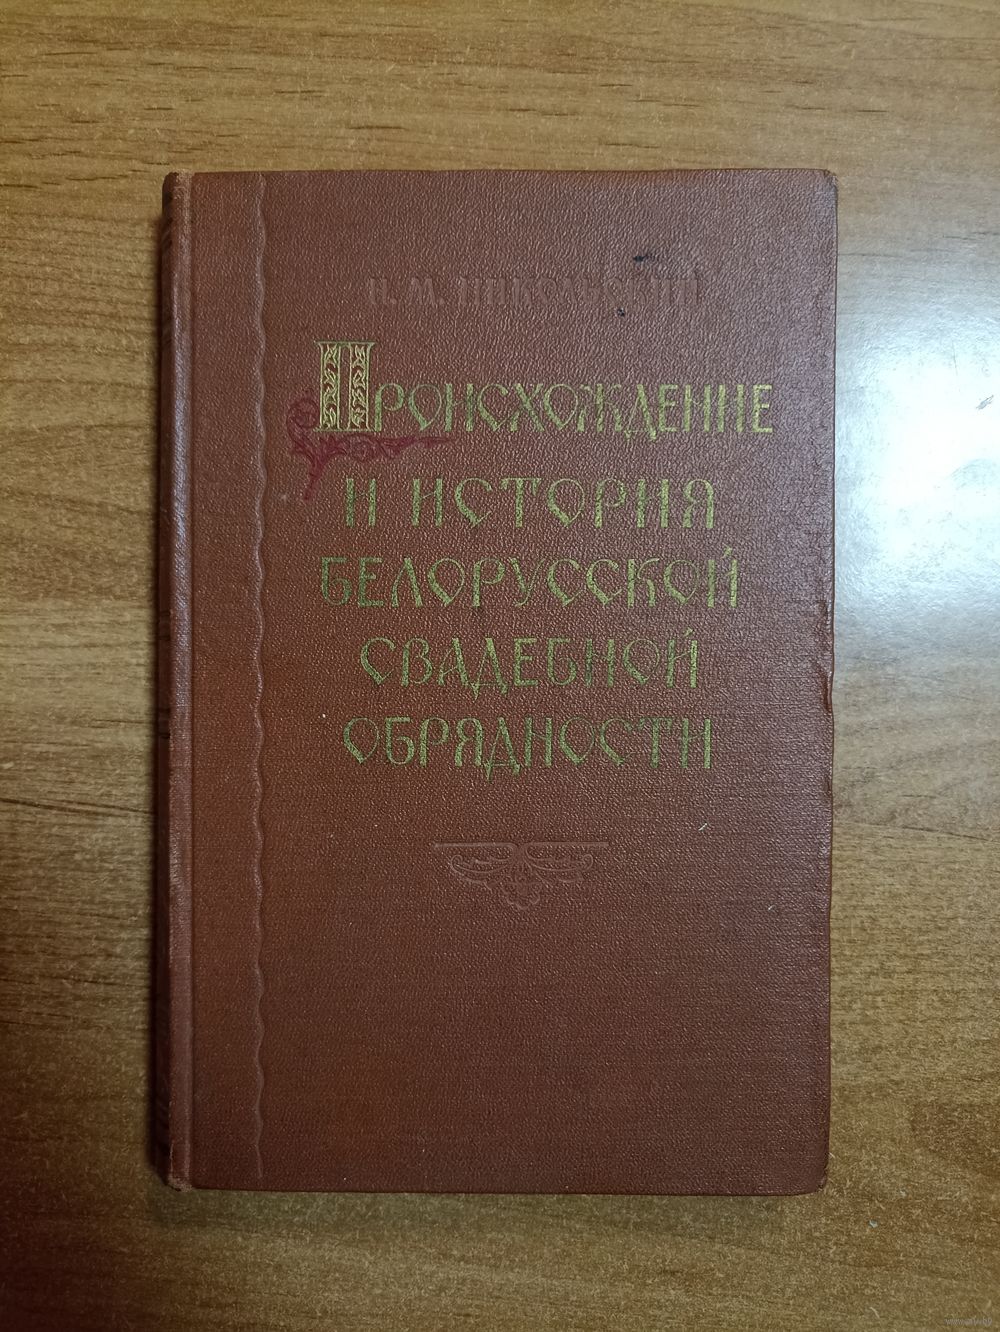 Н. М. НИКОЛЬСКИЙ
ПРОИСХОЖДЕНИЕ
И ИСТОРИЯ
БЕЛОРУССКОЙ
СВАДЕБНОЙ
ОБРЯДНОСТИ